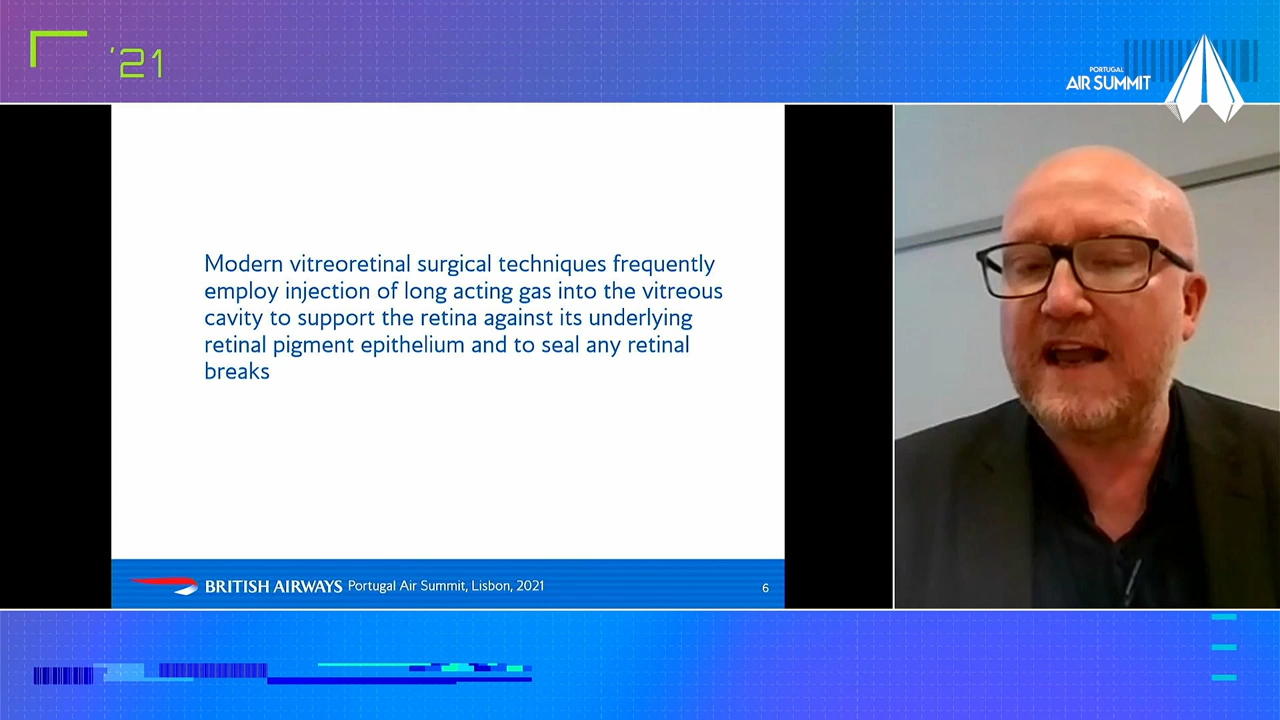 '21
PORTUGAL
AIR SUMMIT
Modern vitreoretinal surgical techniques frequently
employ injection of long acting gas into the vitreous
cavity to support the retina against its underlying
retinal pigment epithelium and to seal any retinal
breaks
BRITISH AIRWAYS Portugal Air Summit, Lisbon, 2021
6